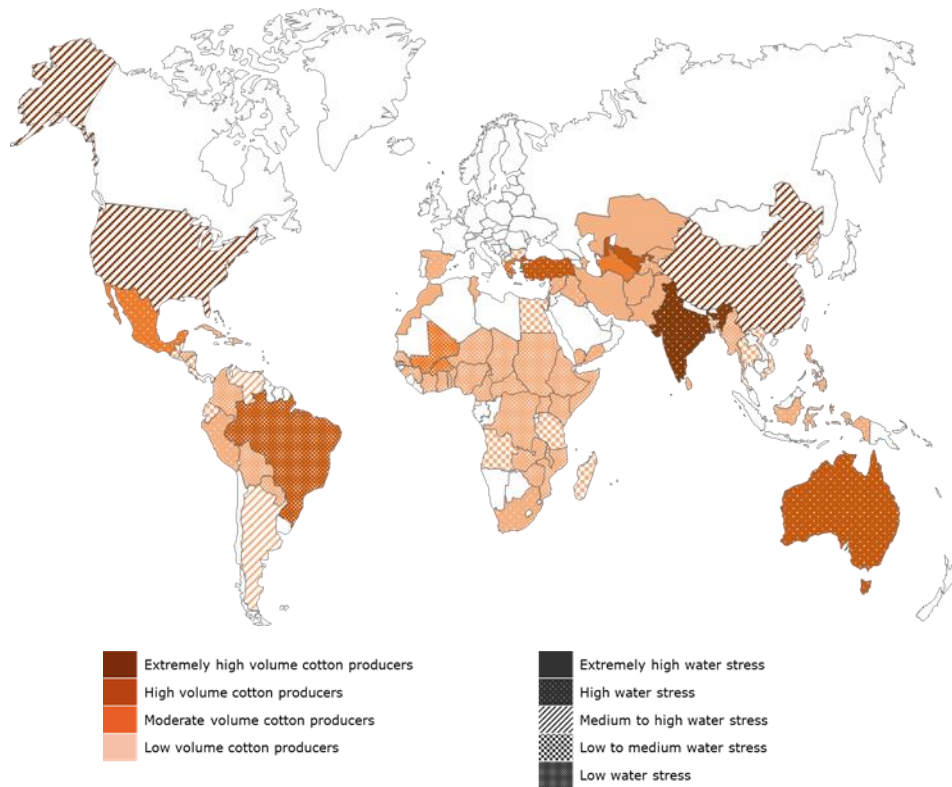 Extremely high volume cotton producers
High volume cotton producers
Moderate volume cotton producers
Low volume cotton producers
Extremely high water stress
High water stress
Medium to high water stress
Low to medium water stress
Low water stress